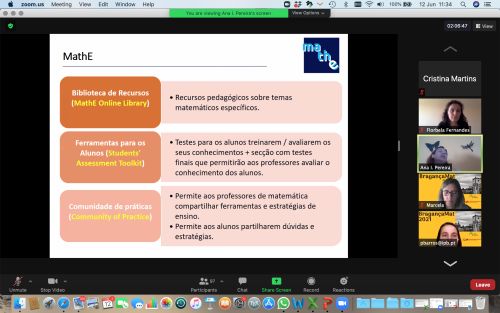 zoom.us Meeting View Edit Window Help
100% 12 Jun 11:34
You are viewing Ana I. Pereira's screen View Options
02:06:47 View
MathE
ma
the
Biblioteca de Recursos
(MathE Online Library)
• Recursos pedagógicos sobre temas
matemáticos específicos.
Ferramentas para os
Alunos (Students'
Assessment Toolkit)
• Testes para os alunos treinarem / avaliarem os
seus conhecimentos + secção com testes
finais que permitirão aos professores avaliar o
conhecimento dos alunos.
Comunidade de práticas
(Community of Practice)
• Permite aos professores de matemática
compartilhar ferramentas e estratégias de
ensino.
• Permite aos alunos partilharem dúvidas e
estratégias.
Cristina Martins
Florbela Fernandes
Ana I. Pereira
BragançaMat
Marcela
BragançaMat
2021
pbarros@ipb.pt
Unmute
Stop Video
Participants
97
Chat
Share Screen
Record
Reactions
Leave